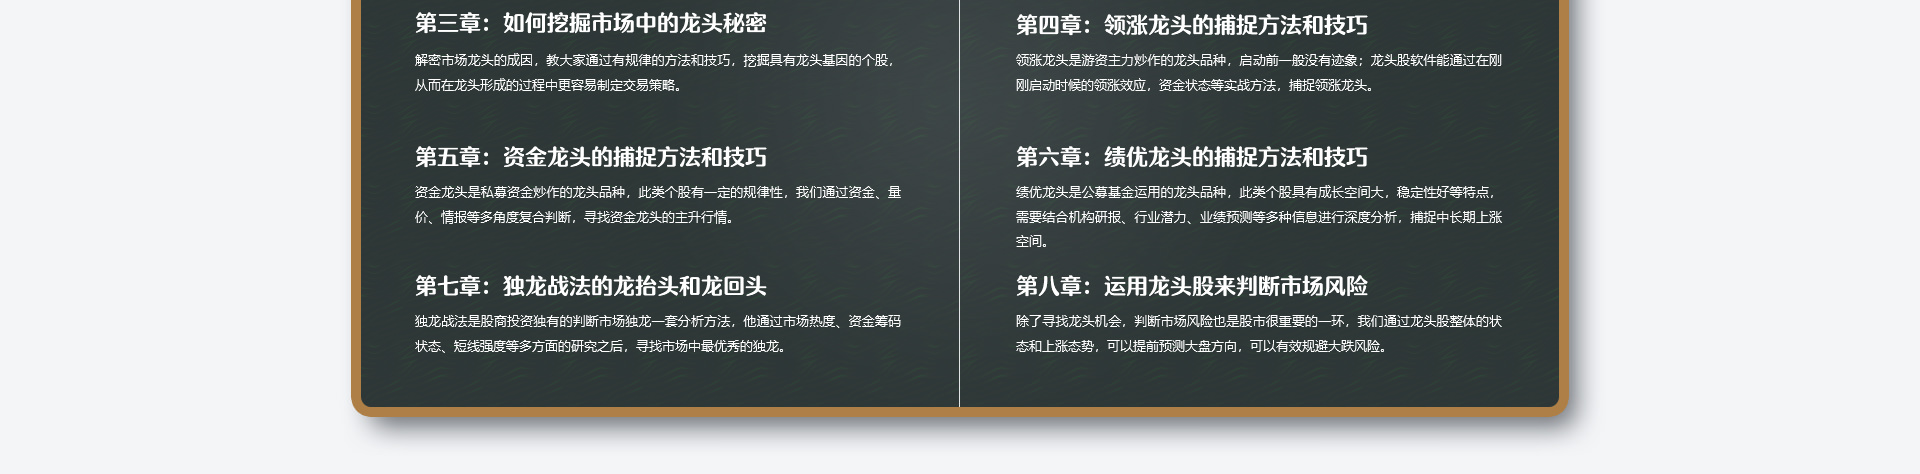 第三章：如何挖掘市场中的龙头秘密
解密市场龙头的成因，教大家通过有规律的方法和技巧，挖掘具有龙头基因的个股，
从而在龙头形成的过程中更容易制定交易策略。
第四章：领涨龙头的捕捉方法和技巧
领涨龙头是游资主力炒作的龙头品种，启动前一般没有迹象；龙头股软件能通过在刚
刚启动时候的领涨效应，资金状态等实战方法，捕捉领涨龙头。
第五章：资金龙头的捕捉方法和技巧
资金龙头是私募资金炒作的龙头品种，此类个股有一定的规律性，我们通过资金、量
价、情报等多角度复合判断，寻找资金龙头的主升行情。
第六章：绩优龙头的捕捉方法和技巧
绩优龙头是公募基金运用的龙头品种，此类个股具有成长空间大，稳定性好等特点，
需要结合机构研报、行业潜力、业绩预测等多种信息进行深度分析，捕捉中长期上涨
空间。
第七章：独龙战法的龙抬头和龙回头
独龙战法是股商投资独有的判断市场独龙一套分析方法，他通过市场热度、资金筹码
状态、短线强度等多方面的研究之后，寻找市场中最优秀的独龙。
第八章：运用龙头股来判断市场风险
除了寻找龙头机会，判断市场风险也是股市很重要的一环，我们通过龙头股整体的状
态和上涨态势，可以提前预测大盘方向，可以有效规避大跌风险。